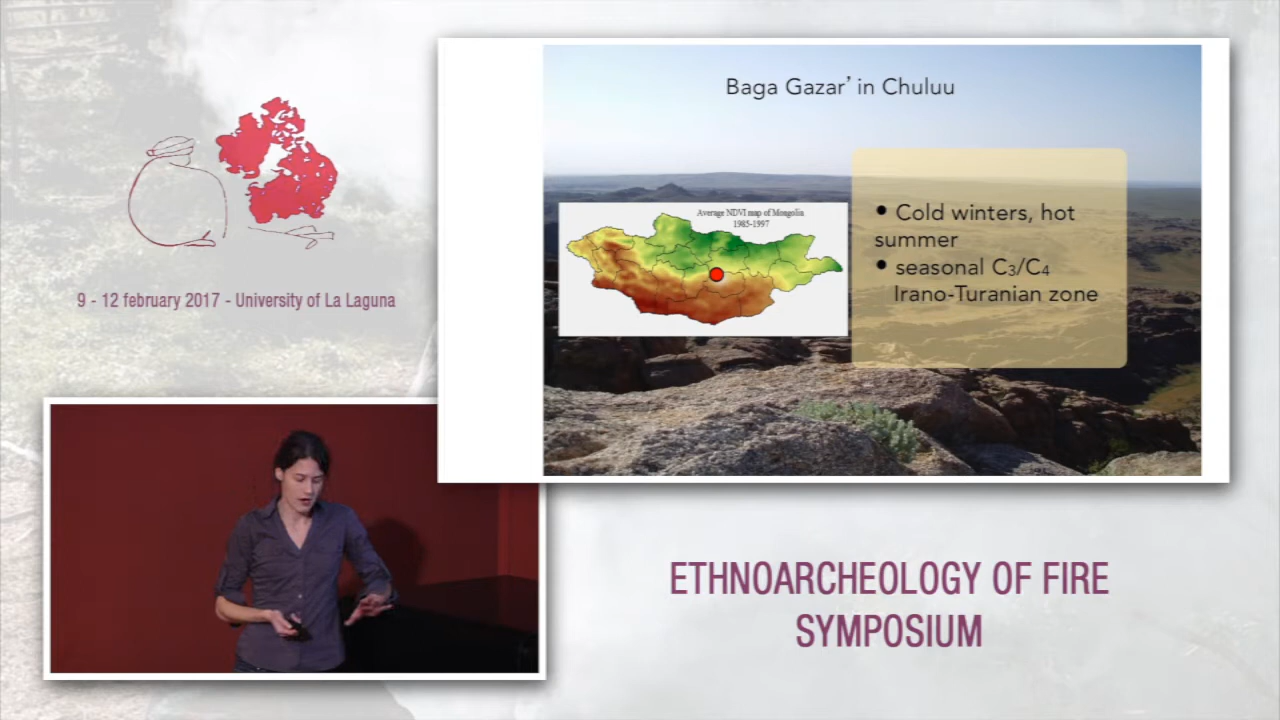 Baga Gazar’ in Chuluu
Average NDVI map of Mongolia
1985-1997
• Cold winters, hot
summer
• seasonal C₃/C₄
Irano-Turanian zone
9 - 12 february 2017 - University of La Laguna
ETHNOARCHEOLOGY OF FIRE
SYMPOSIUM